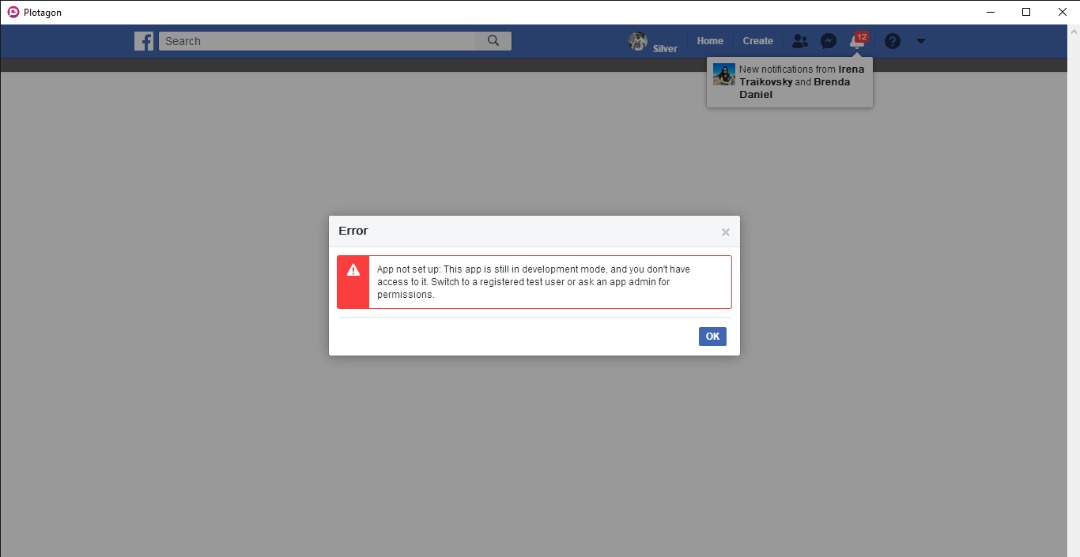 Plotagon
Search
Silver
Home
Create
12
New notifications from Irena
Traikovsky and Brenda
Daniel
Error
App not set up: This app is still in development mode, and you don't have
access to it. Switch to a registered test user or ask an app admin for
permissions.
OK